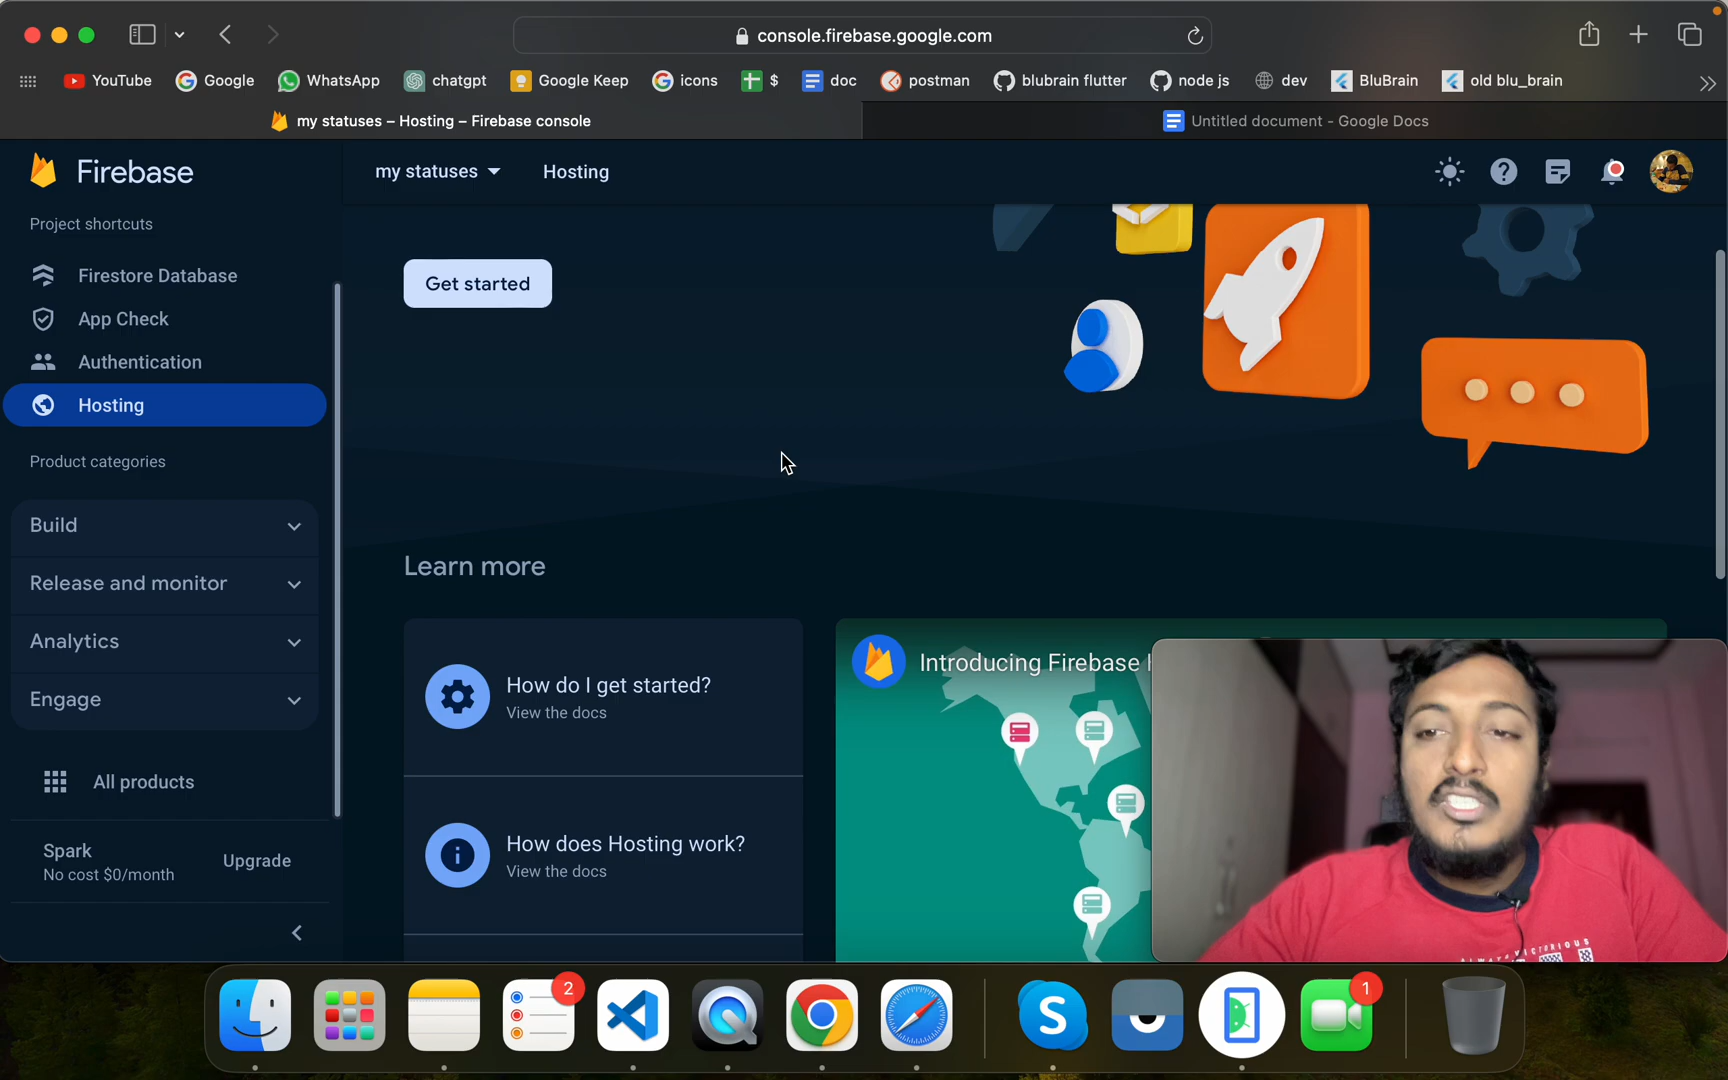 console.firebase.google.com
YouTube
Google
WhatsApp
chatgpt
Google Keep
icons
$
doc
postman
blubrain flutter
node js
dev
BluBrain
old blu_brain
my statuses – Hosting – Firebase console
Untitled document - Google Docs
Firebase
my statuses
Hosting
Project shortcuts
Firestore Database
App Check
Authentication
Hosting
Product categories
Build
Release and monitor
Analytics
Engage
All products
Spark
No cost $0/month
Upgrade
Get started
Learn more
How do I get started?
View the docs
How does Hosting work?
View the docs
Introducing Firebase
2
S
1